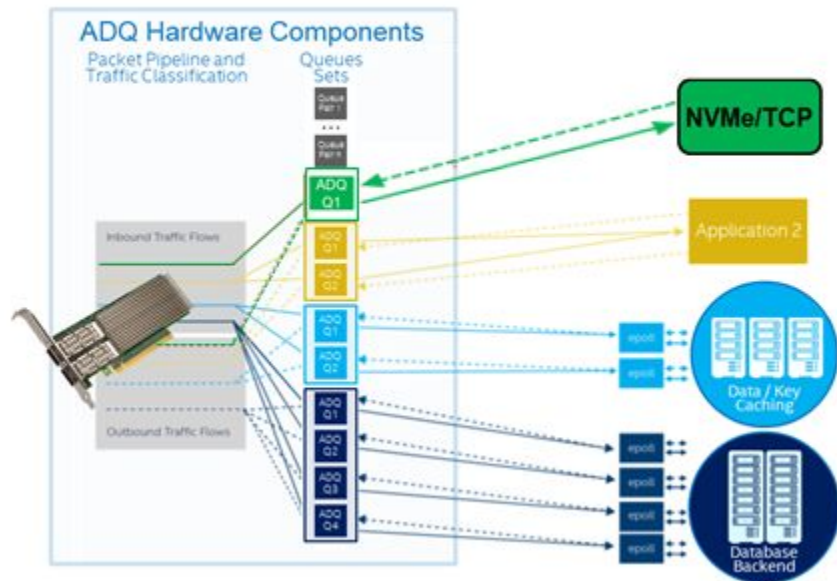 ADQ Hardware Components
Packet Pipeline and
Traffic Classification
Queues
Sets
Queue
Pair 1
...
Queue
Pair n
ADQ
Q1
NVMe/TCP
Inbound Traffic Flows
ADQ
Q1
ADQ
Q2
Application 2
ADQ
Q1
ADQ
Q2
epoll
epoll
Data / Key
Caching
Outbound Traffic Flows
ADQ
Q1
ADQ
Q2
ADQ
Q3
ADQ
Q4
epoll
epoll
epoll
epoll
Database
Backend